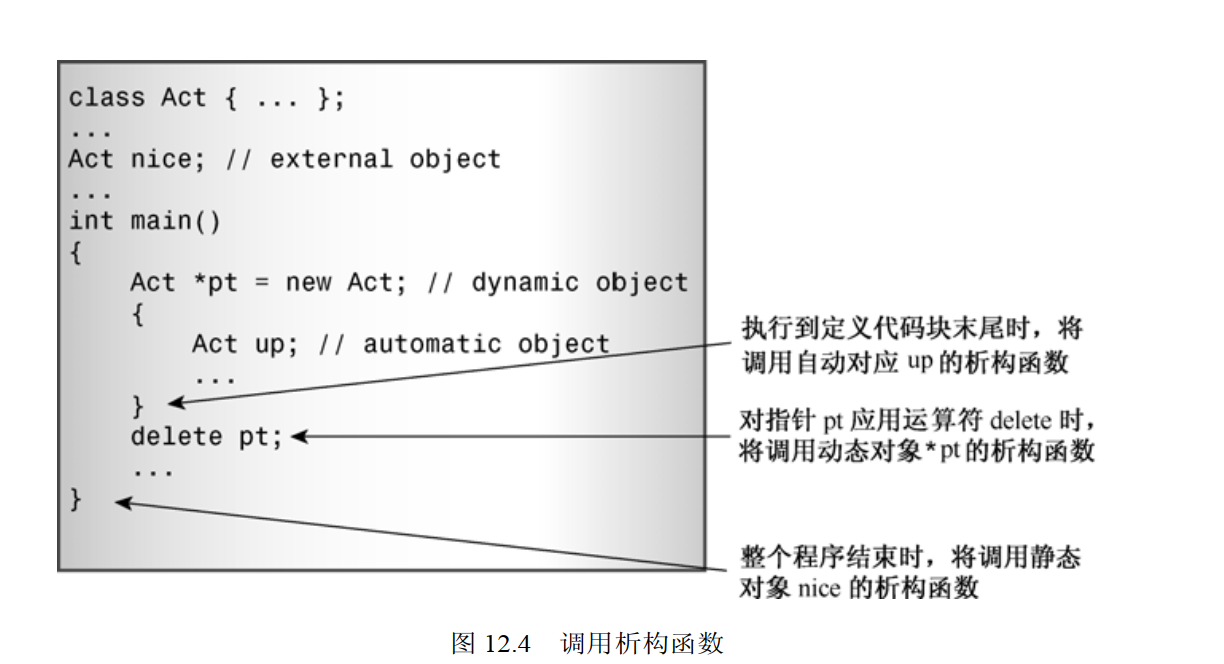 class Act { ... };
...
Act nice; // external object
...
int main()
{
    Act *pt = new Act; // dynamic object
    {
        Act up; // automatic object
        ...
    }
    delete pt;
    ...
}
执行到定义代码块末尾时，将
调用自动对应 up 的析构函数
对指针 pt 应用运算符 delete 时，
将调用动态对象*pt的析构函数
整个程序结束时，将调用静态
对象 nice 的析构函数
图 12.4 调用析构函数